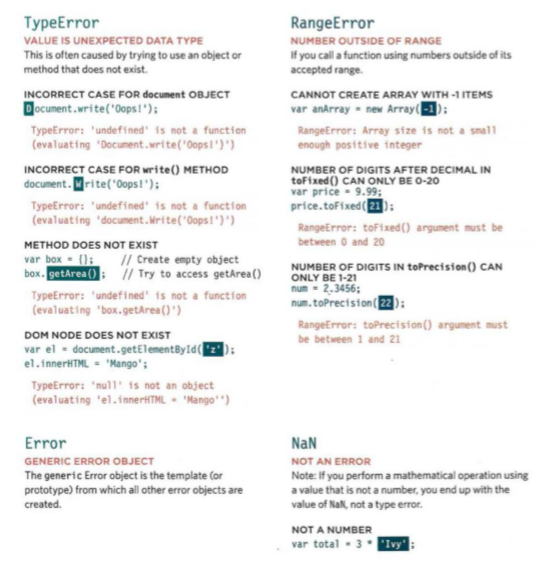 TypeError
VALUE IS UNEXPECTED DATA TYPE
This is often caused by trying to use an object or
method that does not exist.
INCORRECT CASE FOR document OBJECT
Document.write('Oops!');
TypeError: 'undefined' is not a function
(evaluating 'Document.write('Oops!')')
INCORRECT CASE FOR write() METHOD
document.Write('Oops!');
TypeError: 'undefined' is not a function
(evaluating 'document.Write('Oops!')')
METHOD DOES NOT EXIST
var box = {}; // Create empty object
box.getArea(); // Try to access getArea()
TypeError: 'undefined' is not a function
(evaluating 'box.getArea()')
DOM NODE DOES NOT EXIST
var el = document.getElementById('z');
el.innerHTML = 'Mango';
TypeError: 'null' is not an object
(evaluating 'el.innerHTML = 'Mango'')
RangeError
NUMBER OUTSIDE OF RANGE
If you call a function using numbers outside of its
accepted range.
CANNOT CREATE ARRAY WITH -1 ITEMS
var anArray = new Array(-1);
RangeError: Array size is not a small
enough positive integer
NUMBER OF DIGITS AFTER DECIMAL IN
toFixed() CAN ONLY BE 0-20
var price = 9.99;
price.toFixed(21);
RangeError: toFixed() argument must be
between 0 and 20
NUMBER OF DIGITS IN toPrecision() CAN
ONLY BE 1-21
num = 2.3456;
num.toPrecision(22);
RangeError: toPrecision() argument must
be between 1 and 21
Error
GENERIC ERROR OBJECT
The generic Error object is the template (or
prototype) from which all other error objects are
created.
NaN
NOT AN ERROR
Note: If you perform a mathematical operation using
a value that is not a number, you end up with the
value of NaN, not a type error.
NOT A NUMBER
var total = 3 * 'Ivy';